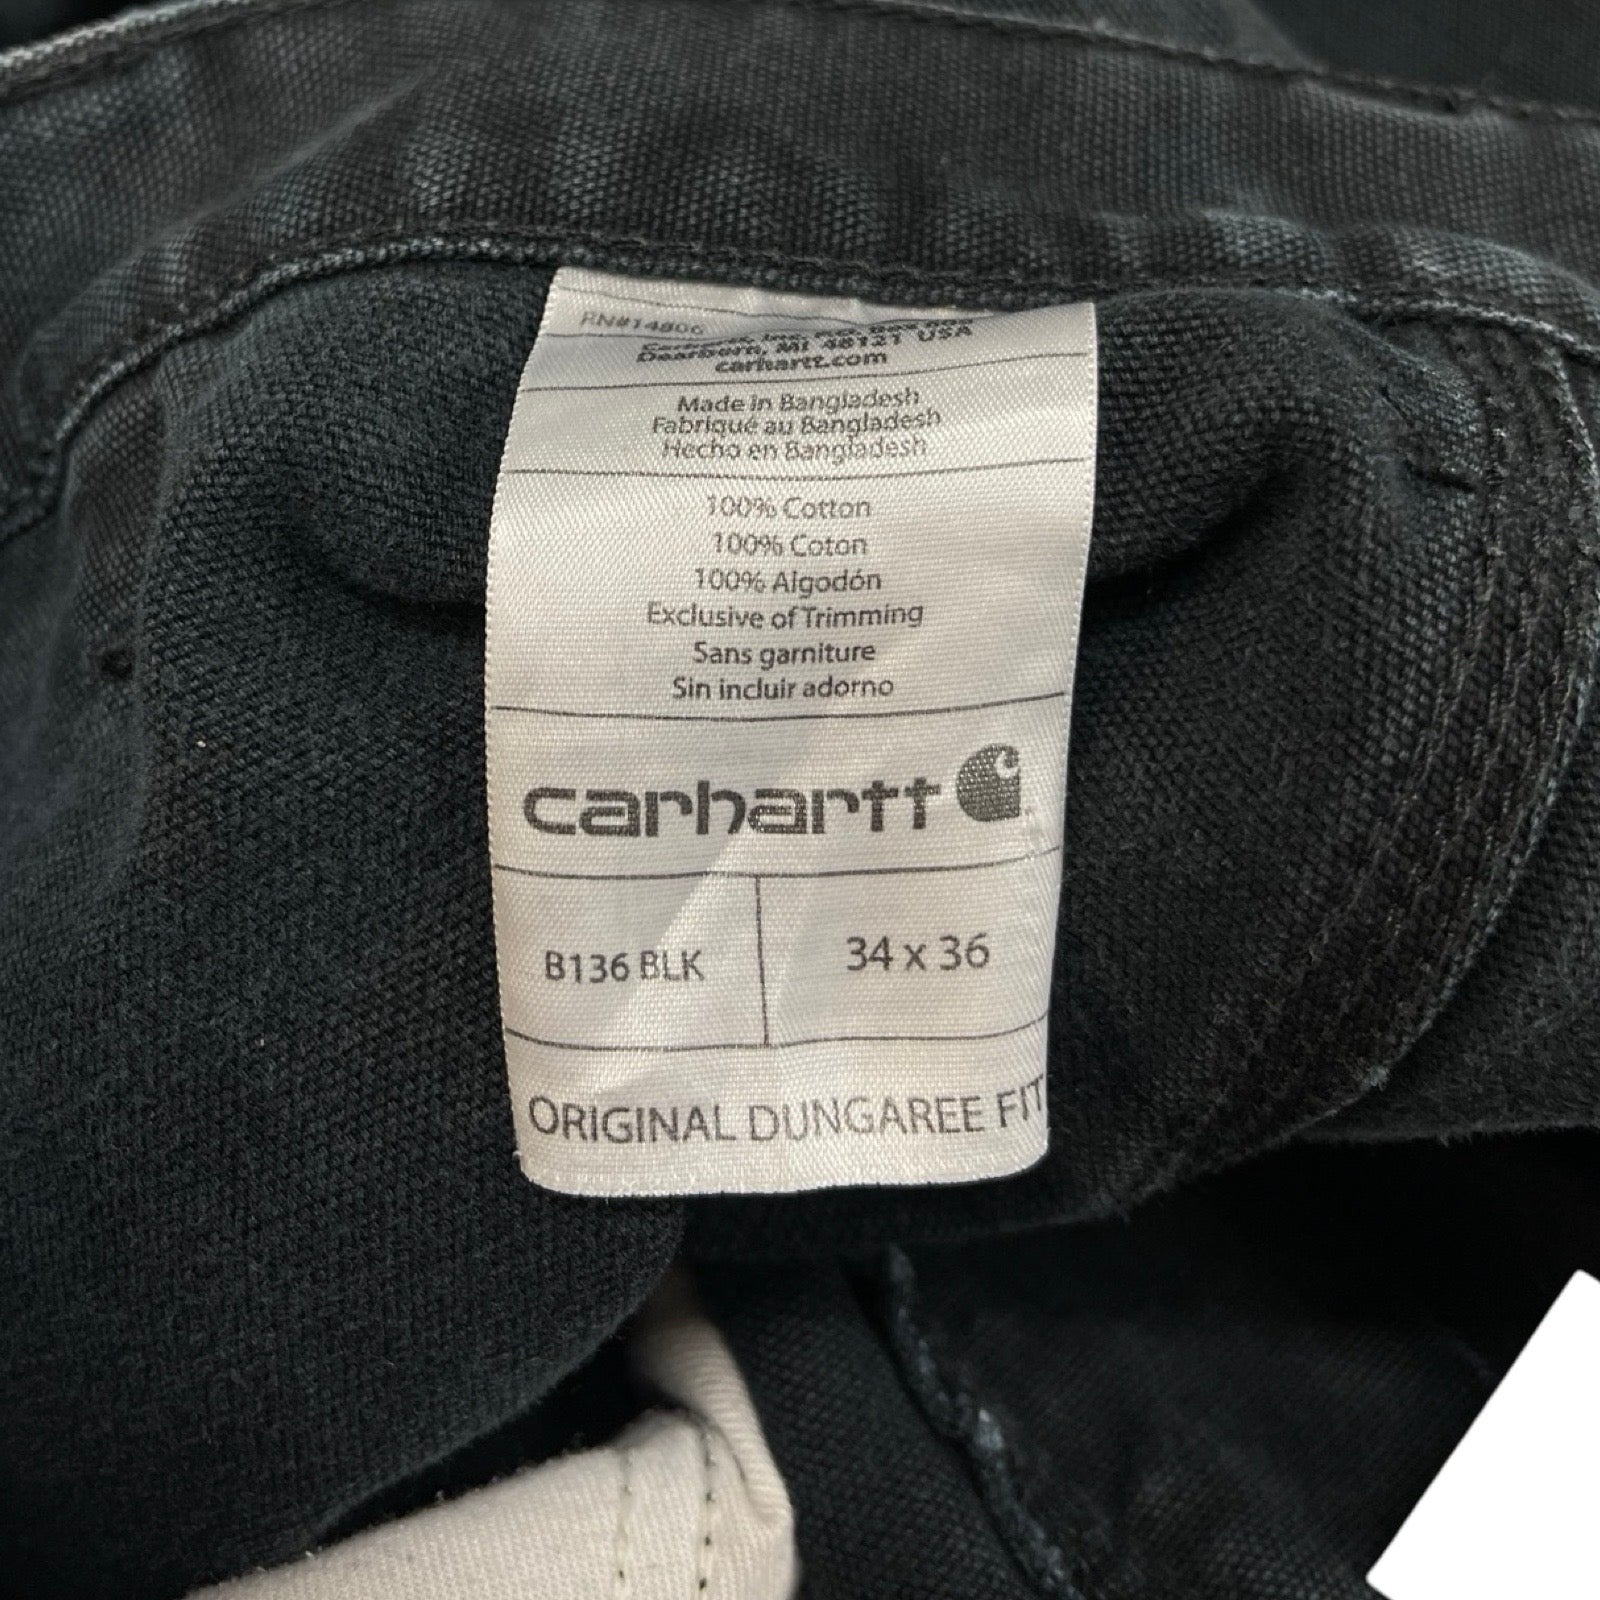 RN#14806
Dearborn, MI 48121 USA
carhartt.com
Made in Bangladesh
Fabriqué au Bangladesh
Hecho en Bangladesh
100% Cotton
100% Coton
100% Algodón
Exclusive of Trimming
Sans garniture
Sin incluir adorno
carhartt
B136 BLK
34 x 36
ORIGINAL DUNGAREE FIT